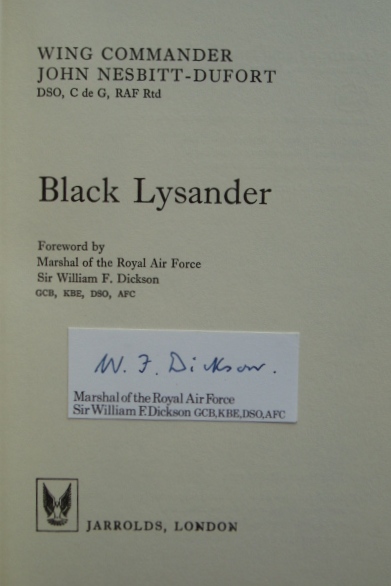 WING COMMANDER
JOHN NESBITT-DUFORT
DSO, C de G, RAF Rtd
Black Lysander
Foreword by
Marshal of the Royal Air Force
Sir William F. Dickson
GCB, KBE, DSO, AFC
W. F. Dickson.
Marshal of the Royal Air Force
Sir William F. Dickson GCB,KBE,DSO,AFC
JARROLDS, LONDON